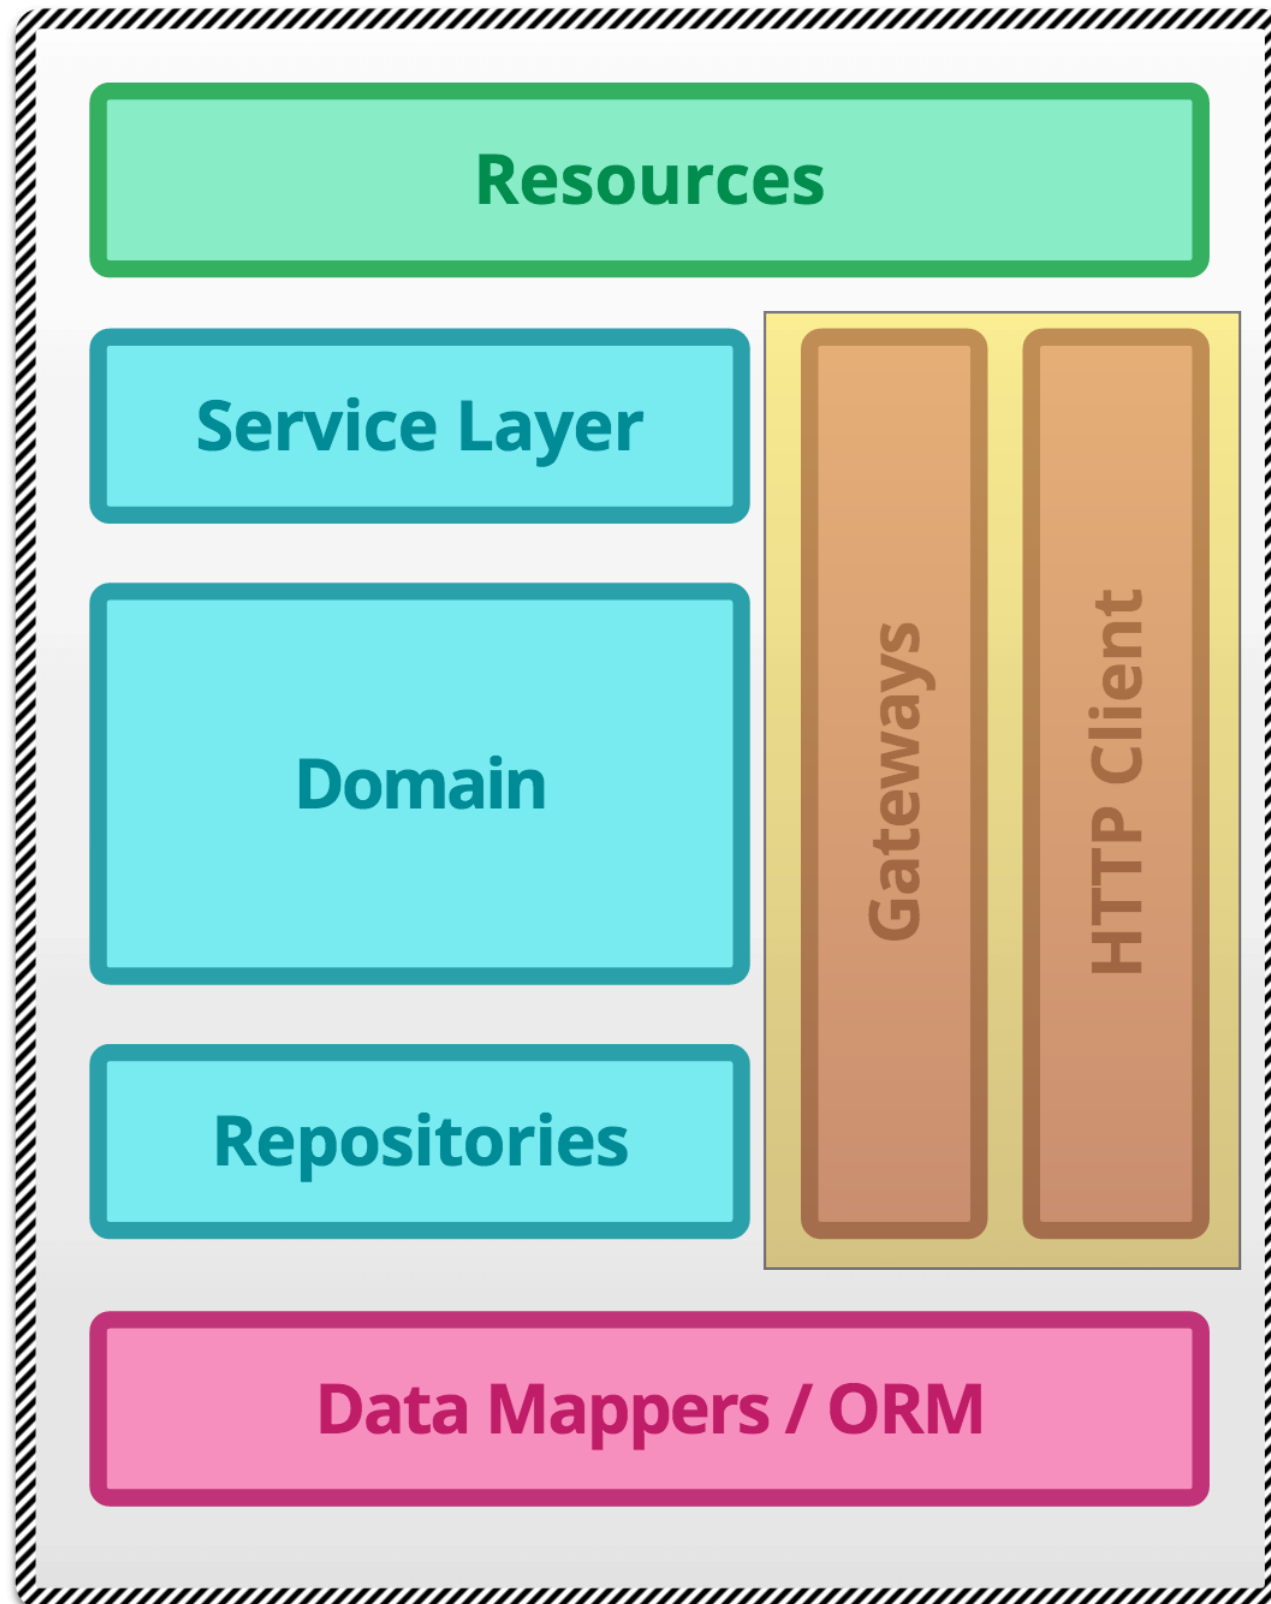 Resources
Service Layer
Domain
Repositories
Gateways
HTTP Client
Data Mappers / ORM